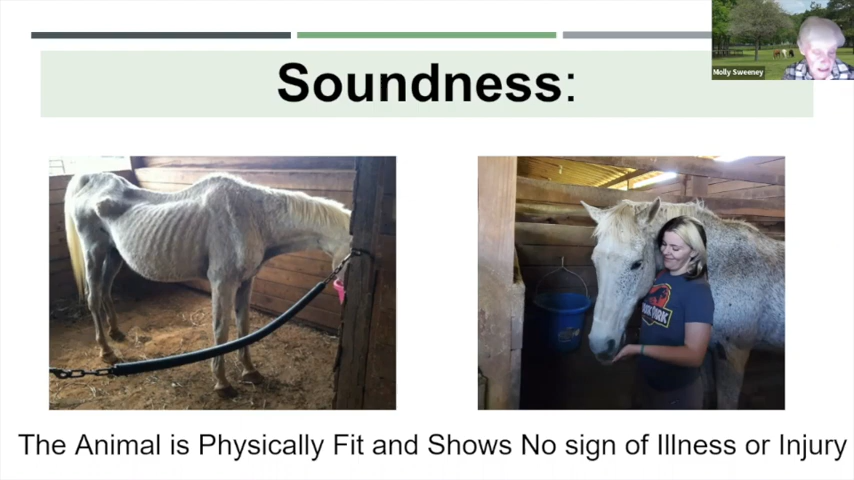 Molly Sweeney
Soundness:
The Animal is Physically Fit and Shows No sign of Illness or Injury